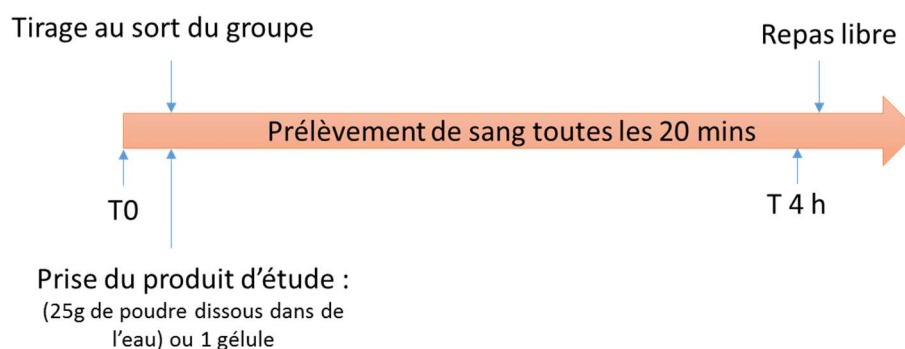 Tirage au sort du groupe
Repas libre
Prélèvement de sang toutes les 20 mins
T0
T 4 h
Prise du produit d'étude :
(25g de poudre dissous dans de
l'eau) ou 1 gélule